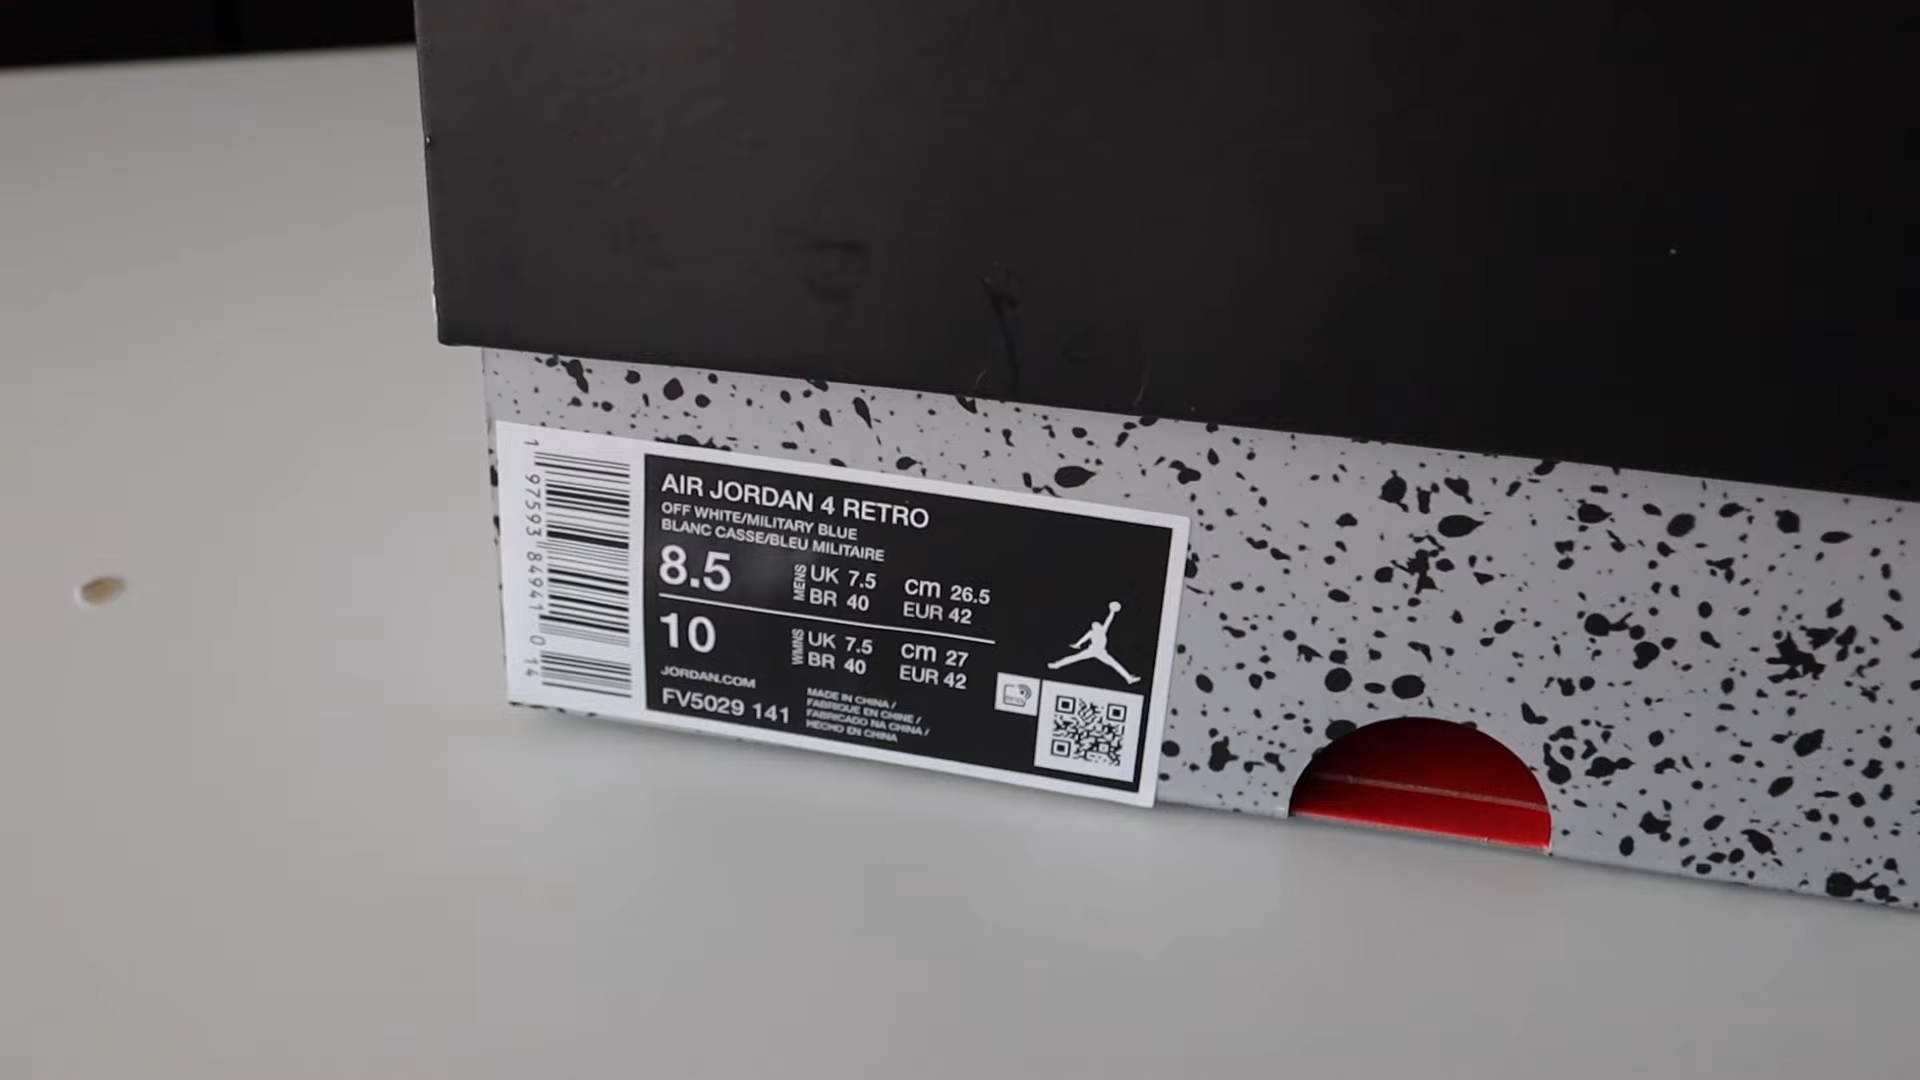 1 97593 84941 0 14
AIR JORDAN 4 RETRO
OFF WHITE/MILITARY BLUE
BLANC CASSE/BLEU MILITAIRE
8.5 MENS UK 7.5 cm 26.5
BR 40 EUR 42
10 WMNS UK 7.5 cm 27
BR 40 EUR 42
JORDAN.COM
FV5029 141
MADE IN CHINA /
FABRIQUE EN CHINE /
FABRICADO NA CHINA /
HECHO EN CHINA